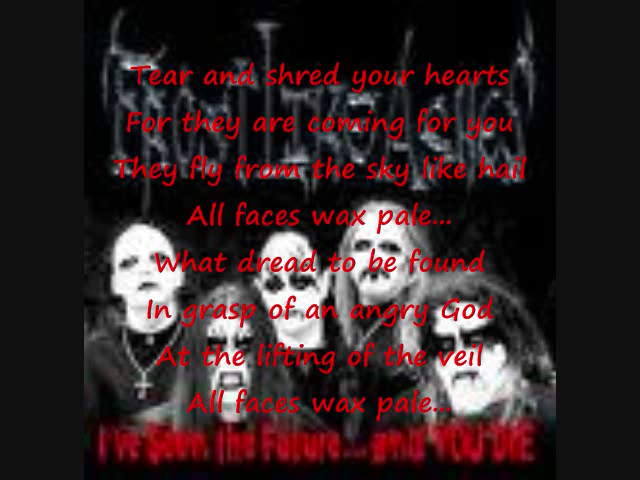 Tear and shred your hearts
For they are coming for you
They fly from the sky like hail
All faces wax pale...
What dread to be found
In grasp of an angry God
At the lifting of the veil
All faces wax pale...
I've Seen the Future... and YOU DIE